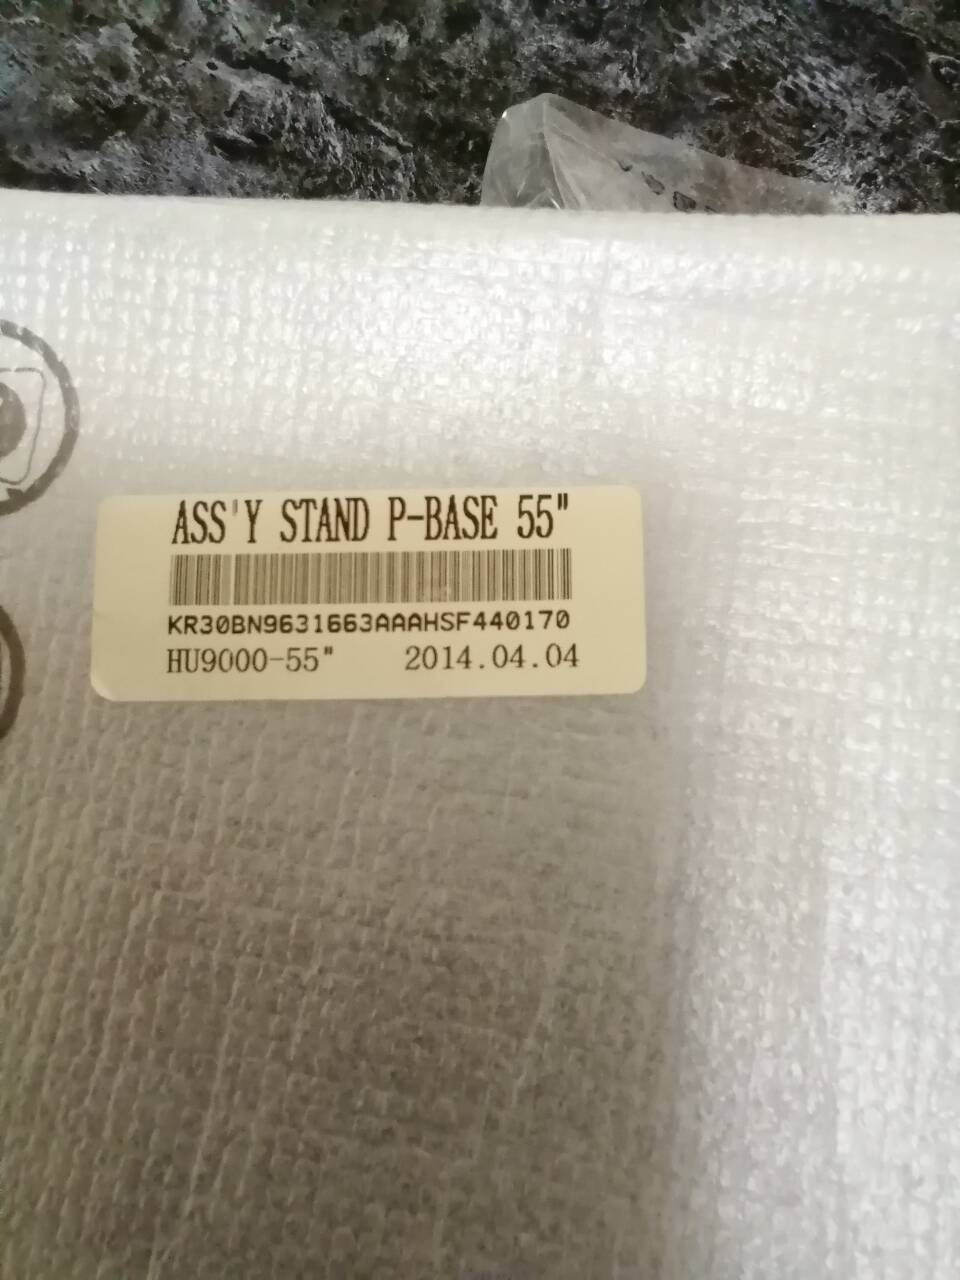 ASS'Y STAND P-BASE 55"
KR30BN9631663AAAHSF440170
HU9000-55" 2014.04.04